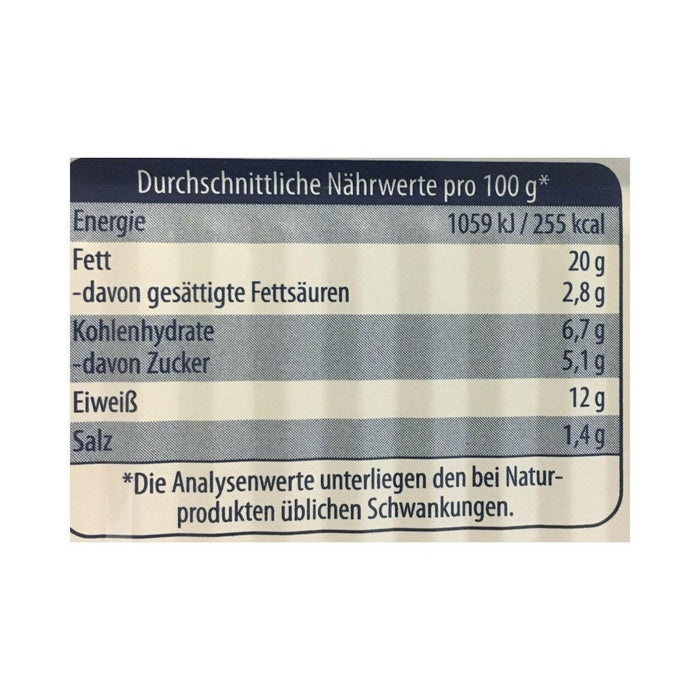 Durchschnittliche Nährwerte pro 100 g*
Energie 1059 kJ / 255 kcal
Fett 20 g
-davon gesättigte Fettsäuren 2,8 g
Kohlenhydrate 6,7 g
-davon Zucker 5,1 g
Eiweiß 12 g
Salz 1,4 g
*Die Analysenwerte unterliegen den bei Natur-
produkten üblichen Schwankungen.